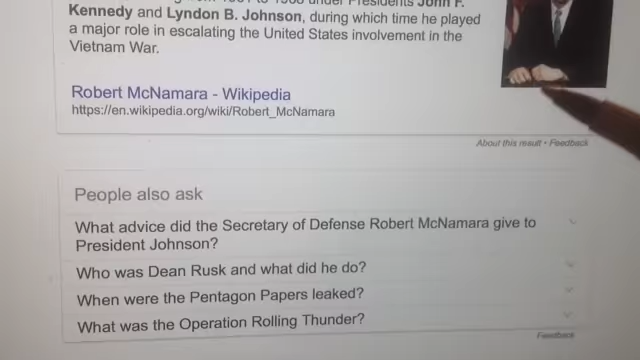 under Presidents John F.
Kennedy and Lyndon B. Johnson, during which time he played
a major role in escalating the United States involvement in the
Vietnam War.
Robert McNamara - Wikipedia
https://en.wikipedia.org/wiki/Robert_McNamara
About this result • Feedback
People also ask
What advice did the Secretary of Defense Robert McNamara give to
President Johnson?
Who was Dean Rusk and what did he do?
When were the Pentagon Papers leaked?
What was the Operation Rolling Thunder?
Feedback